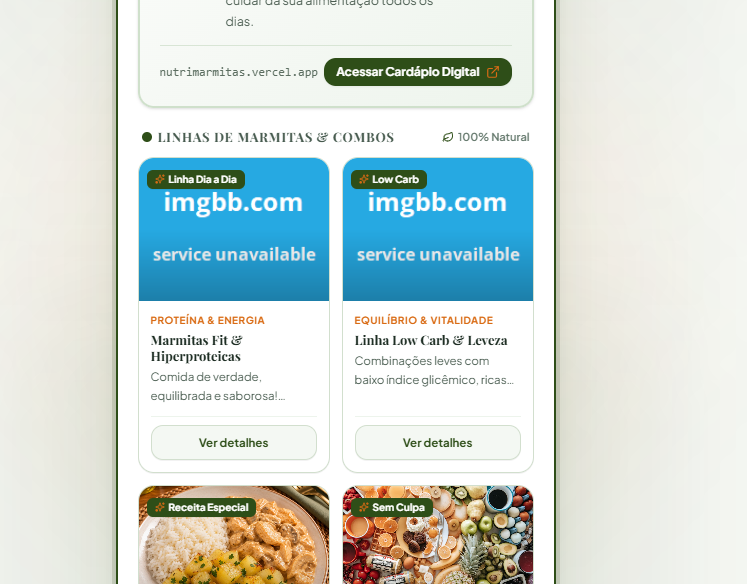 cuidar da sua alimentação todos os
dias.
nutrimarmitas.vercel.app
Acessar Cardápio Digital
LINHAS DE MARMITAS & COMBOS
100% Natural
Linha Dia a Dia
imgbb.com
service unavailable
PROTEÍNA & ENERGIA
Marmitas Fit &
Hiperproteicas
Comida de verdade,
equilibrada e saborosa!...
Ver detalhes
Low Carb
imgbb.com
service unavailable
EQUILÍBRIO & VITALIDADE
Linha Low Carb & Leveza
Combinações leves com
baixo índice glicêmico, ricas...
Ver detalhes
Receita Especial
Sem Culpa